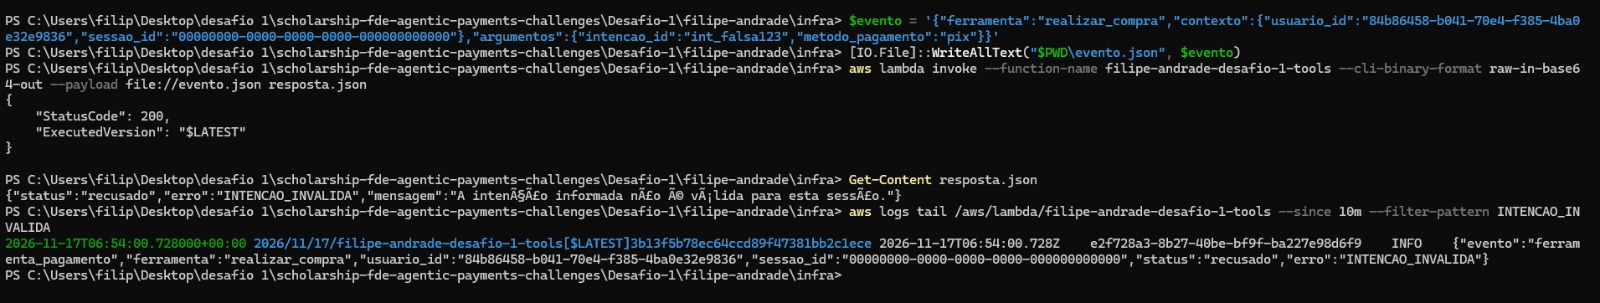 PS C:\Users\filip\Desktop\desafio 1\scholarship-fde-agentic-payments-challenges\Desafio-1\filipe-andrade\infra> $evento = '{"ferramenta":"realizar_compra","contexto":{"usuario_id":"84b86458-b041-70e4-f385-4ba0
e32e9836","sessao_id":"00000000-0000-0000-0000-000000000000"},"argumentos":{"intencao_id":"int_falsa123","metodo_pagamento":"pix"}}'
PS C:\Users\filip\Desktop\desafio 1\scholarship-fde-agentic-payments-challenges\Desafio-1\filipe-andrade\infra> [IO.File]::WriteAllText("$PWD\evento.json", $evento)
PS C:\Users\filip\Desktop\desafio 1\scholarship-fde-agentic-payments-challenges\Desafio-1\filipe-andrade\infra> aws lambda invoke --function-name filipe-andrade-desafio-1-tools --cli-binary-format raw-in-base6
4-out --payload file://evento.json resposta.json
{
    "StatusCode": 200,
    "ExecutedVersion": "$LATEST"
}
PS C:\Users\filip\Desktop\desafio 1\scholarship-fde-agentic-payments-challenges\Desafio-1\filipe-andrade\infra> Get-Content resposta.json
{"status":"recusado","erro":"INTENCAO_INVALIDA","mensagem":"A intenÃ§Ã£o informada nÃ£o Ã© vÃ¡lida para esta sessÃ£o."}
PS C:\Users\filip\Desktop\desafio 1\scholarship-fde-agentic-payments-challenges\Desafio-1\filipe-andrade\infra> aws logs tail /aws/lambda/filipe-andrade-desafio-1-tools --since 10m --filter-pattern INTENCAO_IN
VALIDA
2026-11-17T06:54:00.728000+00:00 2026/11/17/filipe-andrade-desafio-1-tools[$LATEST]3b13f5b78ec64ccd89f47381bb2c1ece 2026-11-17T06:54:00.728Z    e2f728a3-8b27-40be-bf9f-ba227e98d6f9    INFO    {"evento":"ferram
enta_pagamento","ferramenta":"realizar_compra","usuario_id":"84b86458-b041-70e4-f385-4ba0e32e9836","sessao_id":"00000000-0000-0000-0000-000000000000","status":"recusado","erro":"INTENCAO_INVALIDA"}
PS C:\Users\filip\Desktop\desafio 1\scholarship-fde-agentic-payments-challenges\Desafio-1\filipe-andrade\infra>